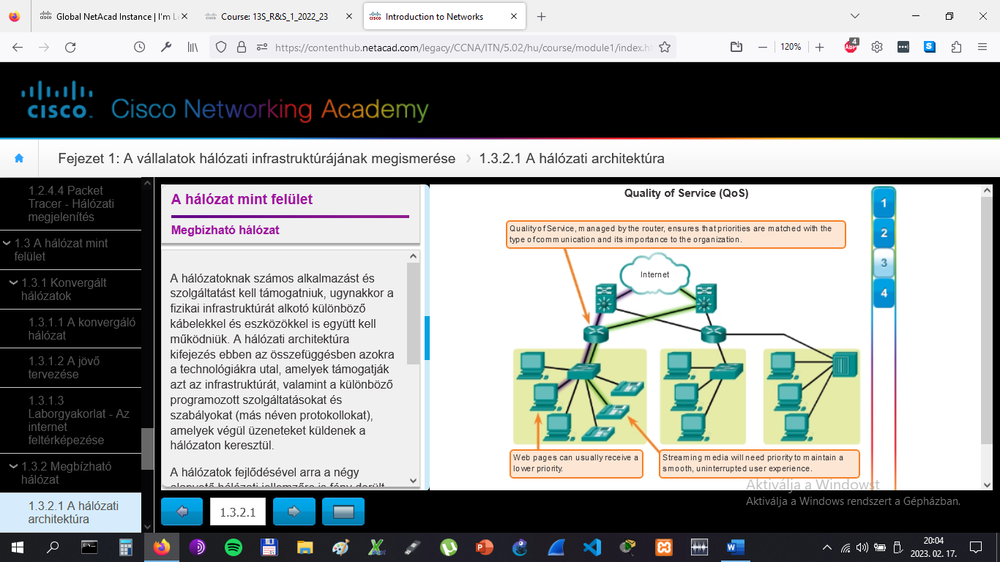 Global NetAcad Instance | I'm Le
Course: 13S_R&S_1_2022_23
Introduction to Networks
https://contenthub.netacad.com/legacy/CCNA/ITN/5.02/hu/course/module1/index.ht
120%
4
ABP
CISCO
Cisco Networking Academy
Fejezet 1: A vállalatok hálózati infrastruktúrájának megismerése
1.3.2.1 A hálózati architektúra
1.2.4.4 Packet
Tracer - Hálózati
megjelenítés
1.3 A hálózat mint
felület
1.3.1 Konvergált
hálózatok
1.3.1.1 A konvergáló
hálózat
1.3.1.2 A jövő
tervezése
1.3.1.3
Laborgyakorlat - Az
internet
feltérképezése
1.3.2 Megbízható
hálózat
1.3.2.1 A hálózati
architektúra
A hálózat mint felület
Megbízható hálózat
A hálózatoknak számos alkalmazást és
szolgáltatást kell támogatniuk, ugynakkor a
fizikai infrastruktúrát alkotó különböző
kábelekkel és eszközökkel is együtt kell
működniük. A hálózati architektúra
kifejezés ebben az összefüggésben azokra
a technológiákra utal, amelyek támogatják
azt az infrastruktúrát, valamint a különböző
programozott szolgáltatásokat és
szabályokat (más néven protokollokat),
amelyek végül üzeneteket küldenek a
hálózaton keresztül.
A hálózatok fejlődésével arra a négy
alapvető hálózati jellemzőre is fény derült,
1.3.2.1
Quality of Service (QoS)
Quality of Service, managed by the router, ensures that priorities are matched with the
type of communication and its importance to the organization.
Internet
Web pages can usually receive a
lower priority.
Streaming media will need priority to maintain a
smooth, uninterrupted user experience.
1
2
3
4
Aktiválja a Windowst
Aktiválja a Windows rendszert a Gépházban.
20:04
2023. 02. 17.